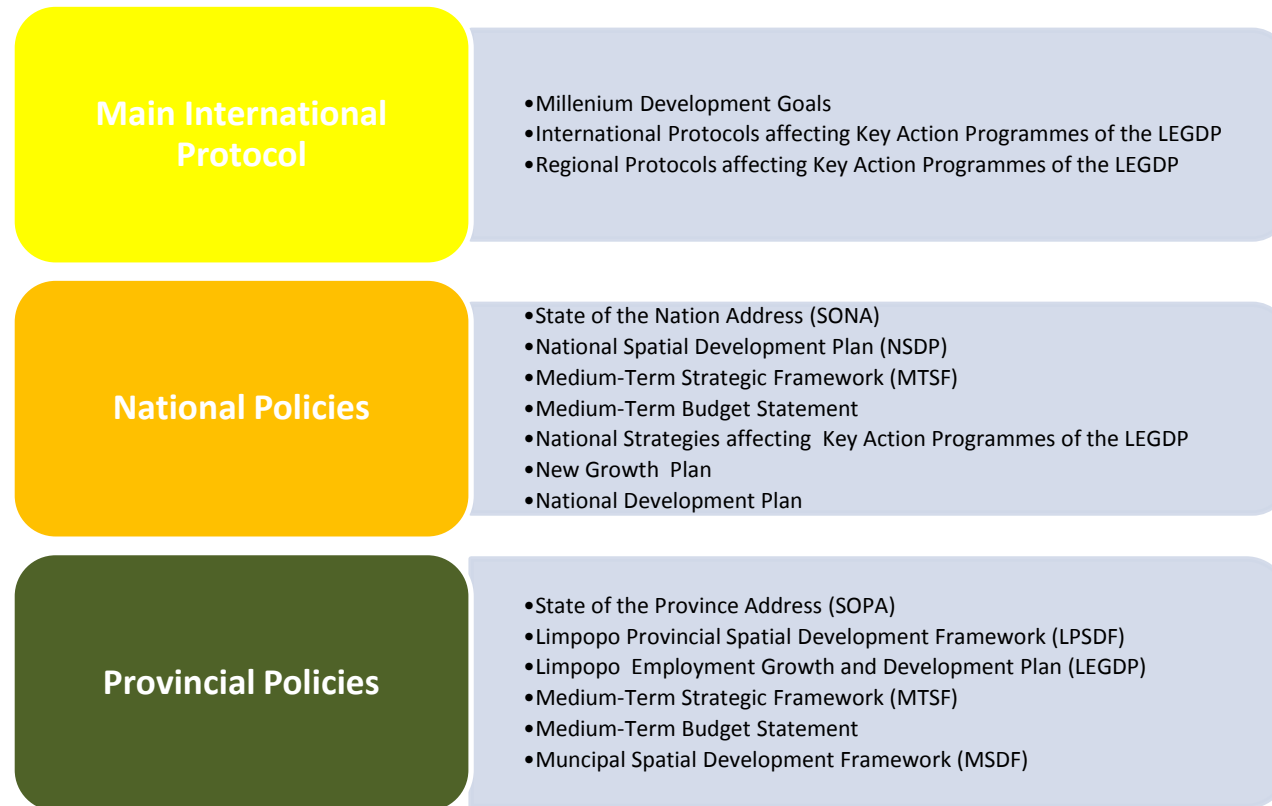 Main International
Protocol
•Millenium Development Goals
•International Protocols affecting Key Action Programmes of the LEGDP
•Regional Protocols affecting Key Action Programmes of the LEGDP
National Policies
•State of the Nation Address (SONA)
•National Spatial Development Plan (NSDP)
•Medium-Term Strategic Framework (MTSF)
•Medium-Term Budget Statement
•National Strategies affecting Key Action Programmes of the LEGDP
•New Growth Plan
•National Development Plan
Provincial Policies
•State of the Province Address (SOPA)
•Limpopo Provincial Spatial Development Framework (LPSDF)
•Limpopo Employment Growth and Development Plan (LEGDP)
•Medium-Term Strategic Framework (MTSF)
•Medium-Term Budget Statement
•Muncipal Spatial Development Framework (MSDF)